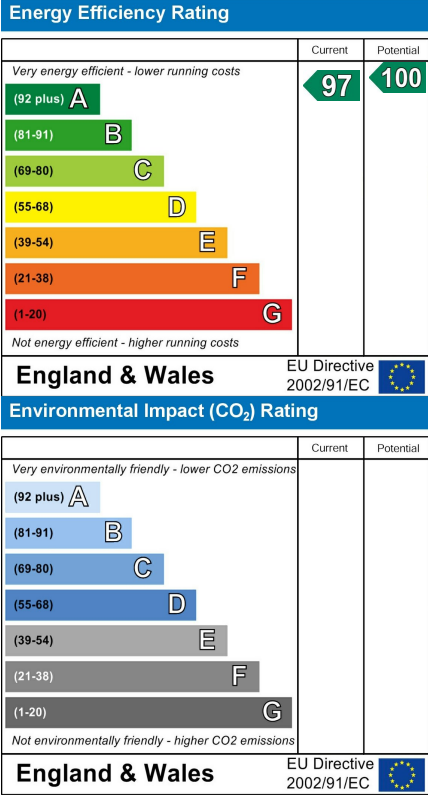 Energy Efficiency Rating
Current Potential
Very energy efficient - lower running costs
(92 plus) A
97 100
(81-91) B
(69-80) C
(55-68) D
(39-54) E
(21-38) F
(1-20) G
Not energy efficient - higher running costs
England & Wales
EU Directive
2002/91/EC
Environmental Impact (CO₂) Rating
Current Potential
Very environmentally friendly - lower CO2 emissions
(92 plus) A
(81-91) B
(69-80) C
(55-68) D
(39-54) E
(21-38) F
(1-20) G
Not environmentally friendly - higher CO2 emissions
England & Wales
EU Directive
2002/91/EC